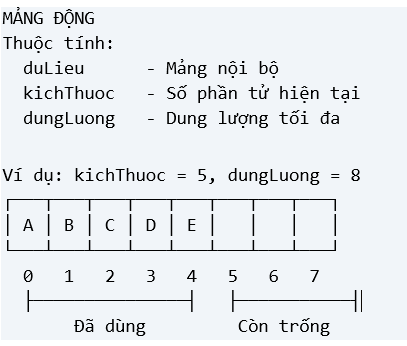 MẢNG ĐỘNG
Thuộc tính:
duLieu - Mảng nội bộ
kichThuoc - Số phần tử hiện tại
dungLuong - Dung lượng tối đa
Ví dụ: kichThuoc = 5, dungLuong = 8
A B C D E
0 1 2 3 4 5 6 7
Đã dùng Còn trống